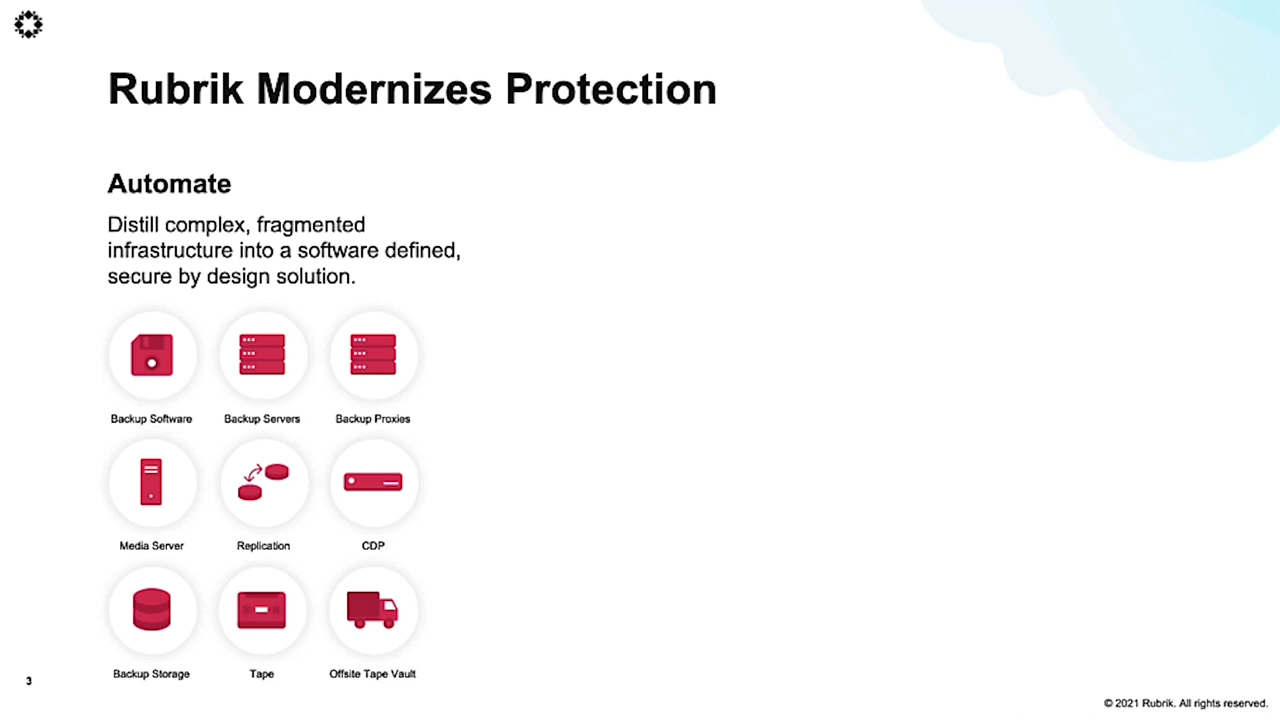 Rubrik Modernizes Protection
Automate
Distill complex, fragmented
infrastructure into a software defined,
secure by design solution.
Backup Software
Backup Servers
Backup Proxies
Media Server
Replication
CDP
Backup Storage
Tape
Offsite Tape Vault
3
© 2021 Rubrik. All rights reserved.